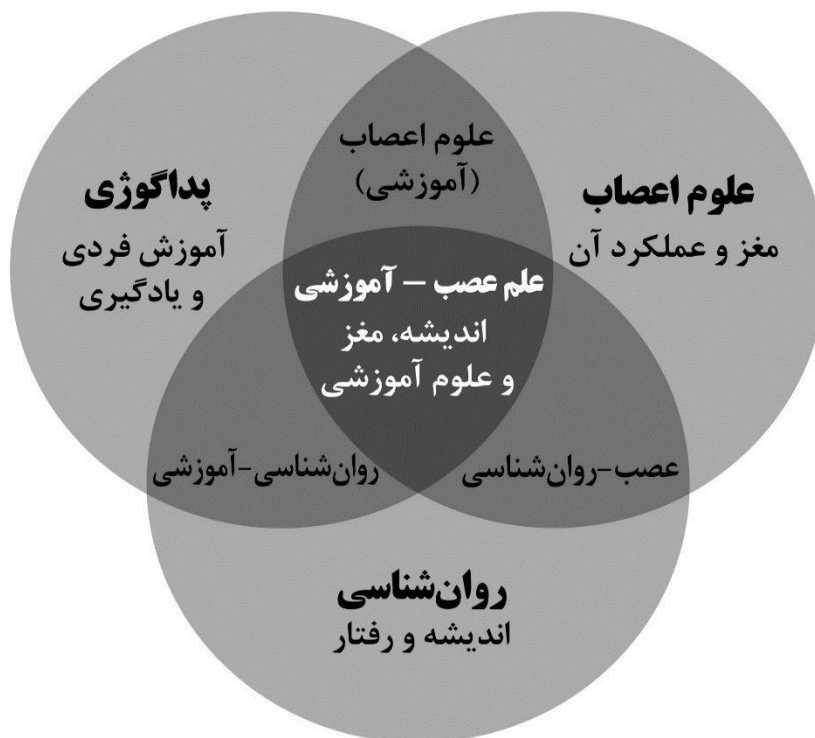 علوم اعصاب
(آموزشی)
علوم اعصاب
مغز و عملکرد آن
پداگوژی
آموزش فردی
و یادگیری
علم عصب – آموزشی
اندیشه، مغز
و علوم آموزشی
عصب-روان‌شناسی
روان‌شناسی-آموزشی
روان‌شناسی
اندیشه و رفتار